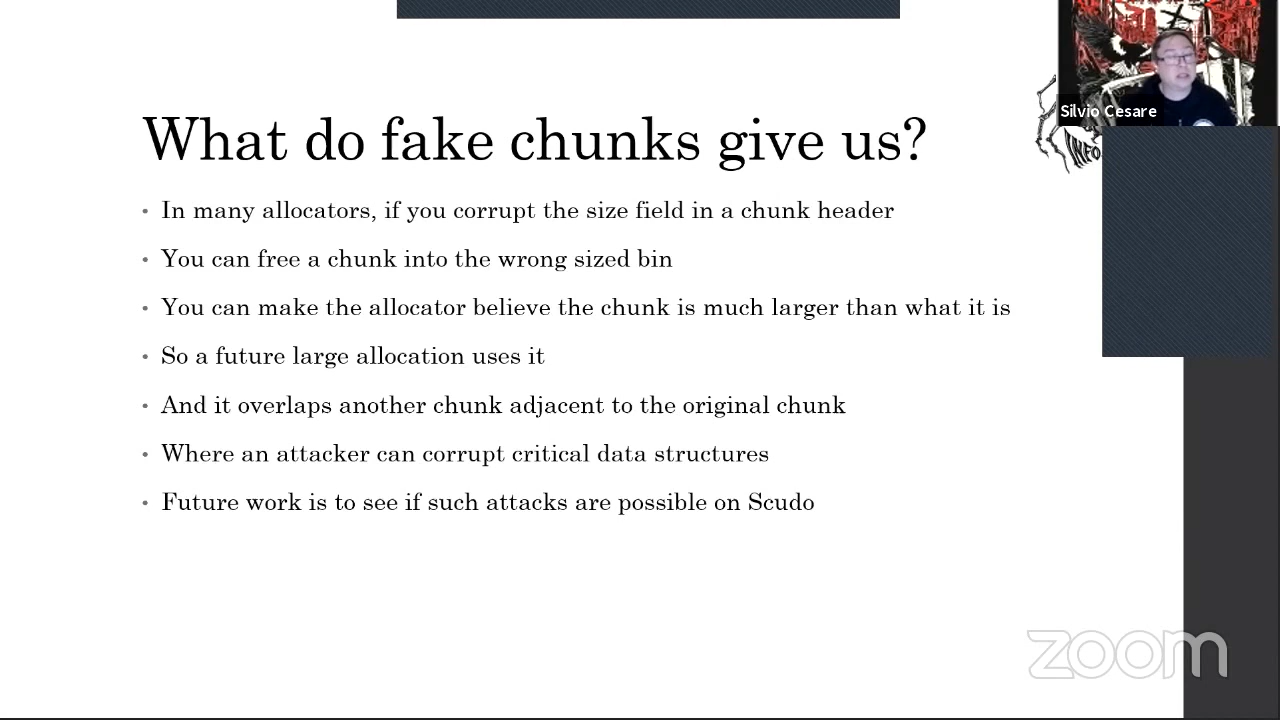 Silvio Cesare
INFO
What do fake chunks give us?
• In many allocators, if you corrupt the size field in a chunk header
• You can free a chunk into the wrong sized bin
• You can make the allocator believe the chunk is much larger than what it is
• So a future large allocation uses it
• And it overlaps another chunk adjacent to the original chunk
• Where an attacker can corrupt critical data structures
• Future work is to see if such attacks are possible on Scudo
zoom